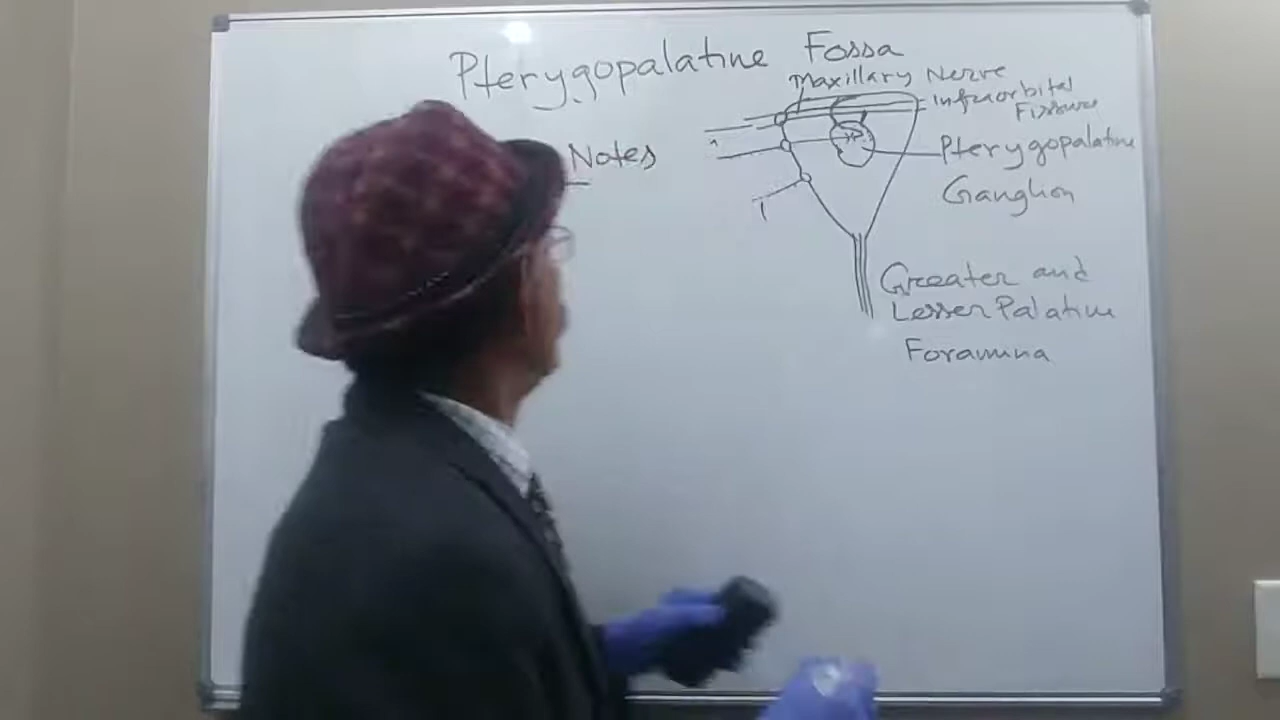 Pterygopalatine Fossa
Maxillary Nerve
Infraorbital
Fissure
Notes
Pterygopalatine
Ganglion
Greater and
Lesser Palatine
Foramina